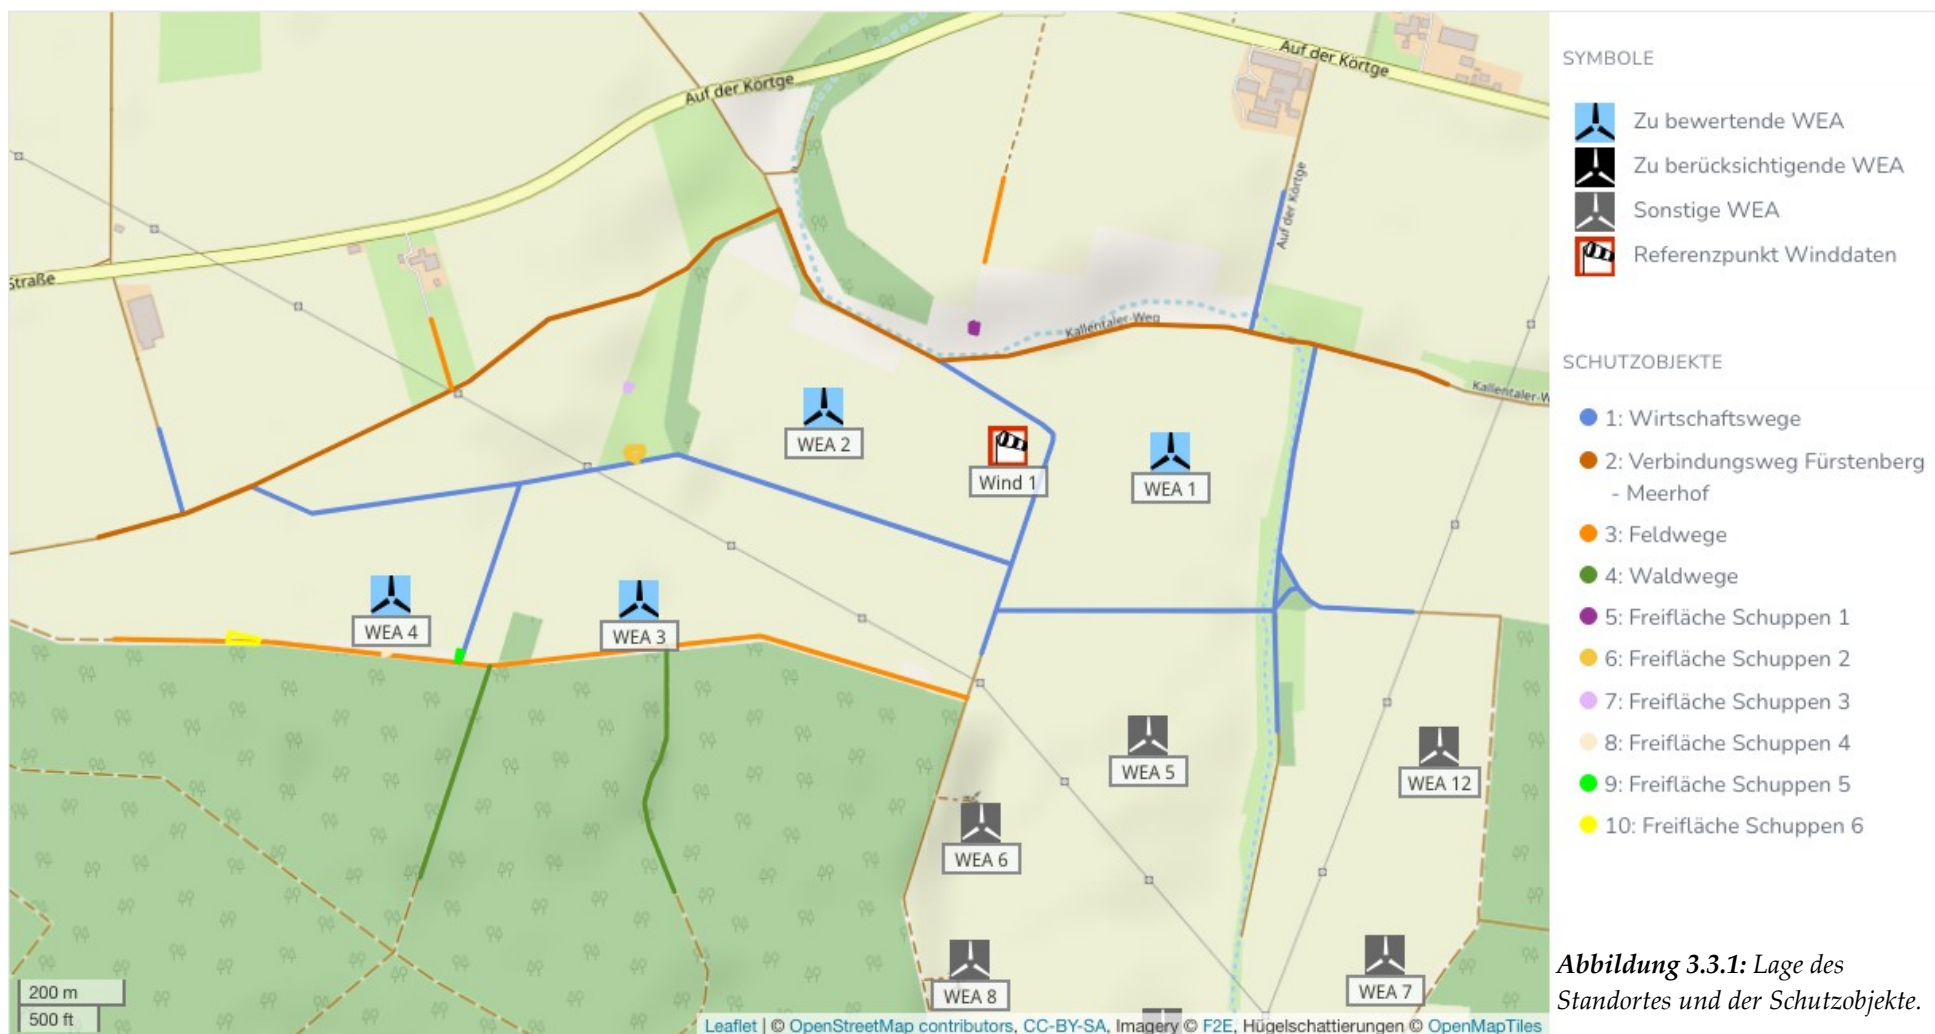 Auf der Körtge
Auf der Körtge
Auf der Körtge
Straße
Kallentaler-Weg
Kallentaler-W
WEA 2
Wind 1
WEA 1
WEA 4
WEA 3
WEA 5
WEA 12
WEA 6
WEA 8
WEA 7
200 m
500 ft
Leaflet | © OpenStreetMap contributors, CC-BY-SA, Imagery © F2E, Hügelschattierungen © OpenMapTiles
SYMBOLE
Zu bewertende WEA
Zu berücksichtigende WEA
Sonstige WEA
Referenzpunkt Winddaten
SCHUTZOBJEKTE
1: Wirtschaftswege
2: Verbindungsweg Fürstenberg
- Meerhof
3: Feldwege
4: Waldwege
5: Freifläche Schuppen 1
6: Freifläche Schuppen 2
7: Freifläche Schuppen 3
8: Freifläche Schuppen 4
9: Freifläche Schuppen 5
10: Freifläche Schuppen 6
Abbildung 3.3.1: Lage des
Standortes und der Schutzobjekte.